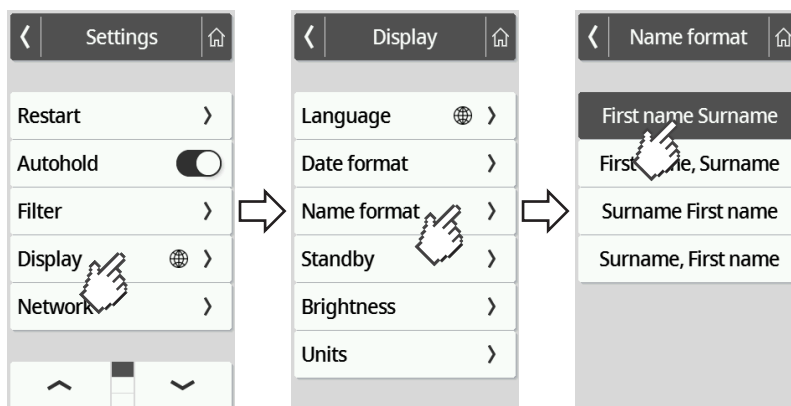 Settings
Restart
Autohold
Filter
Display
Network
Display
Language
Date format
Name format
Standby
Brightness
Units
Name format
First name Surname
First name, Surname
Surname First name
Surname, First name